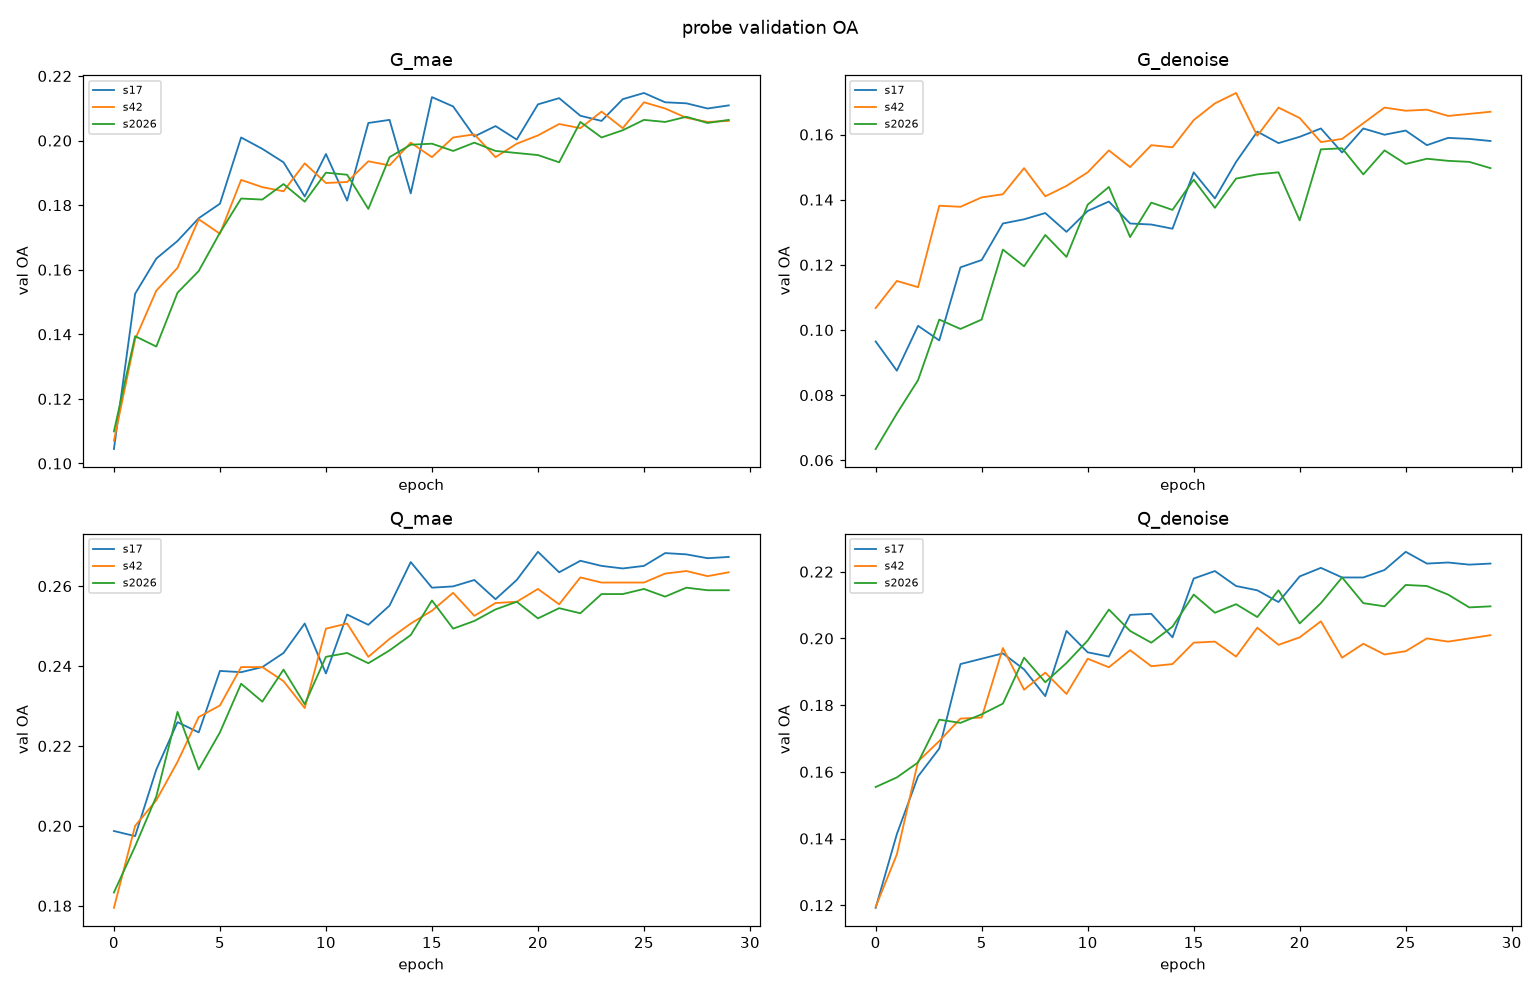 probe validation OA
G_mae
0.22
0.20
0.18
0.16
0.14
0.12
0.10
val OA
epoch
s17
s42
s2026
G_denoise
0.16
0.14
0.12
0.10
0.08
0.06
val OA
epoch
s17
s42
s2026
Q_mae
0.26
0.24
0.22
0.20
0.18
val OA
0 5 10 15 20 25 30
epoch
s17
s42
s2026
Q_denoise
0.22
0.20
0.18
0.16
0.14
0.12
val OA
0 5 10 15 20 25 30
epoch
s17
s42
s2026